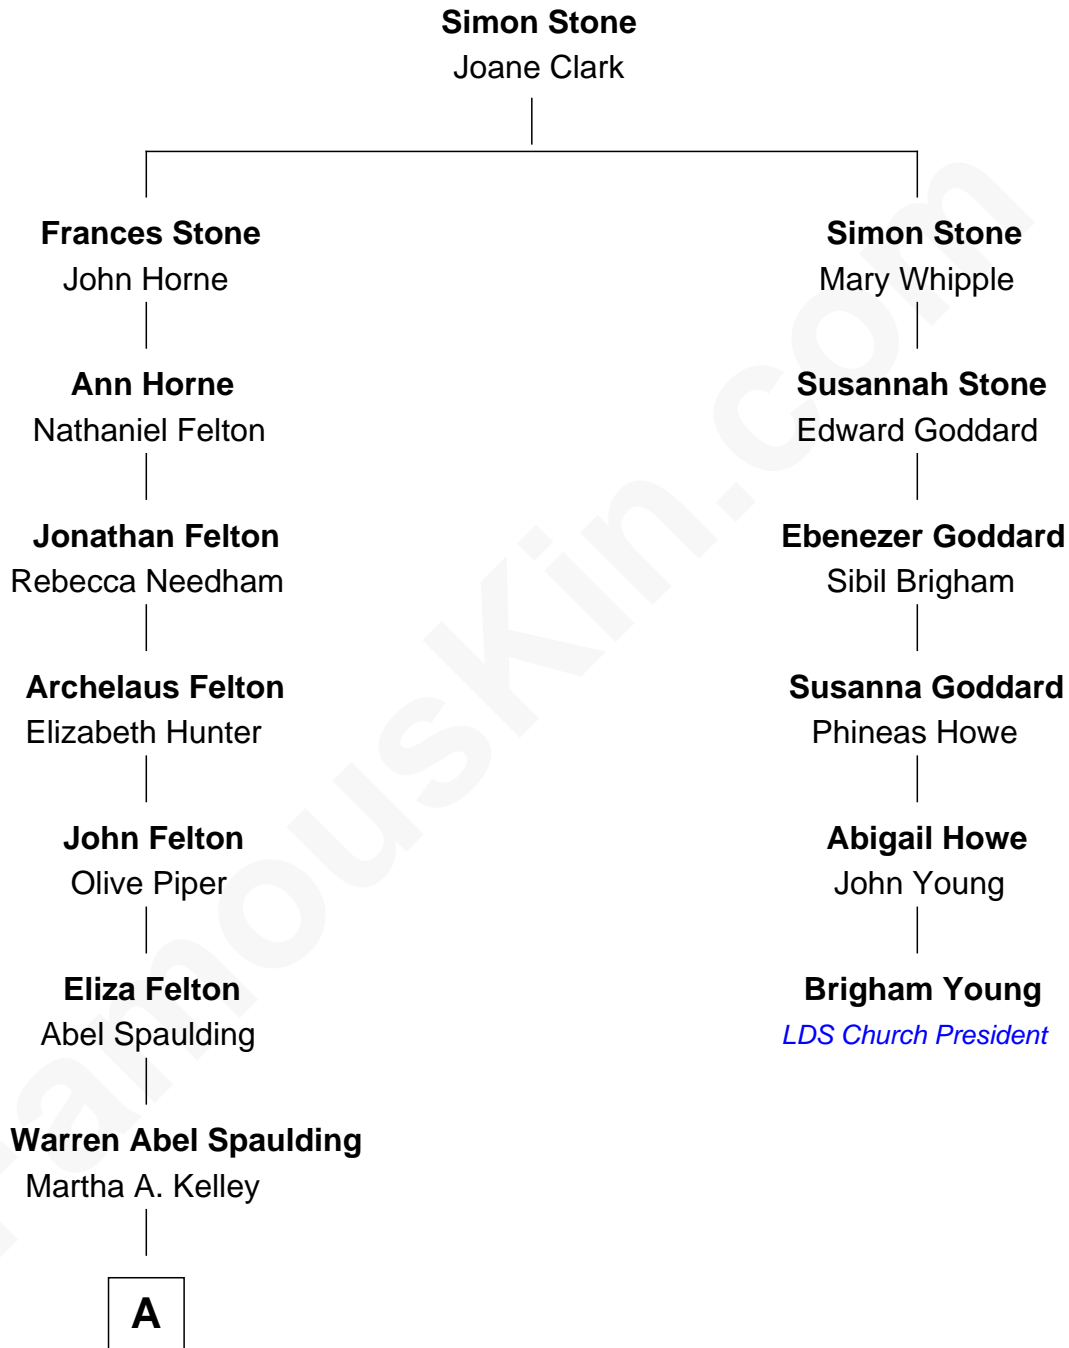 Simon Stone
Joane Clark
Frances Stone
John Horne
Simon Stone
Mary Whipple
Ann Horne
Nathaniel Felton
Susannah Stone
Edward Goddard
Jonathan Felton
Rebecca Needham
Ebenezer Goddard
Sibil Brigham
Archelaus Felton
Elizabeth Hunter
Susanna Goddard
Phineas Howe
John Felton
Olive Piper
Abigail Howe
John Young
Eliza Felton
Abel Spaulding
Brigham Young
LDS Church President
Warren Abel Spaulding
Martha A. Kelley
A
FamousKin.com